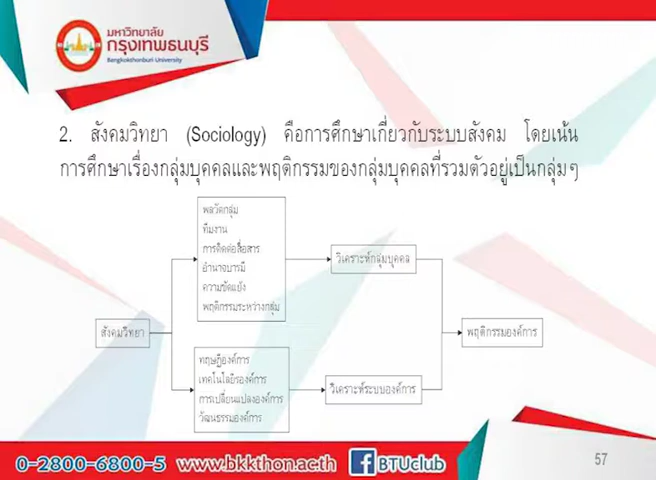 มหาวิทยาลัย
กรุงเทพธนบุรี
Bangkokthonburi University
2. สังคมวิทยา (Sociology) คือการศึกษาเกี่ยวกับระบบสังคม โดยเน้น
การศึกษาเรื่องกลุ่มบุคคลและพฤติกรรมของกลุ่มบุคคลที่รวมตัวอยู่เป็นกลุ่มๆ
พลวัตกลุ่ม
ทีมงาน
การติดต่อสื่อสาร
อำนาจบารมี
ความขัดแย้ง
พฤติกรรมระหว่างกลุ่ม
วิเคราะห์กลุ่มบุคคล
สังคมวิทยา
พฤติกรรมองค์การ
ทฤษฎีองค์การ
เทคโนโลยีองค์การ
การเปลี่ยนแปลงองค์การ
วัฒนธรรมองค์การ
วิเคราะห์ระบบองค์การ
0-2800-6800-5 www.bkkthon.ac.th f BTUclub
57